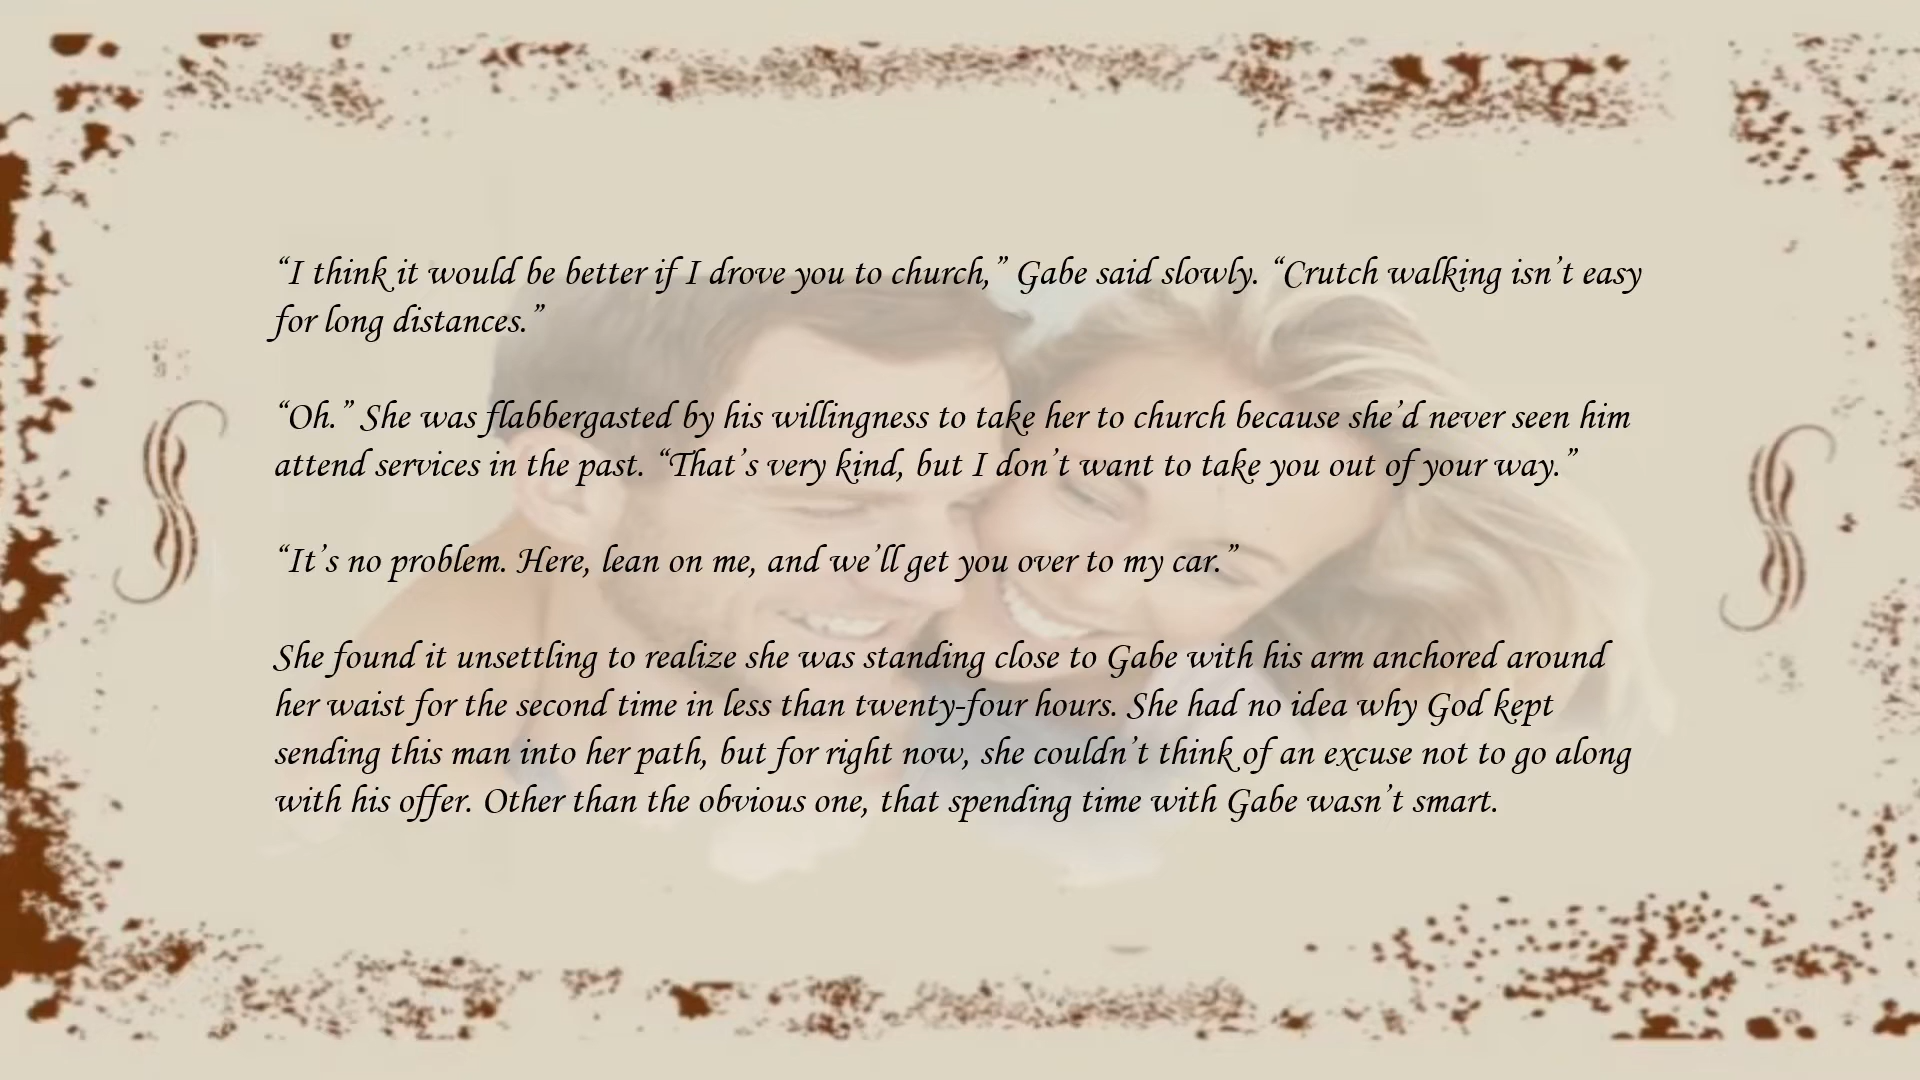 “I think it would be better if I drove you to church,” Gabe said slowly. “Crutch walking isn’t easy
for long distances.”
“Oh.” She was flabbergasted by his willingness to take her to church because she’d never seen him
attend services in the past. “That’s very kind, but I don’t want to take you out of your way.”
“It’s no problem. Here, lean on me, and we’ll get you over to my car.”
She found it unsettling to realize she was standing close to Gabe with his arm anchored around
her waist for the second time in less than twenty-four hours. She had no idea why God kept
sending this man into her path, but for right now, she couldn’t think of an excuse not to go along
with his offer. Other than the obvious one, that spending time with Gabe wasn’t smart.